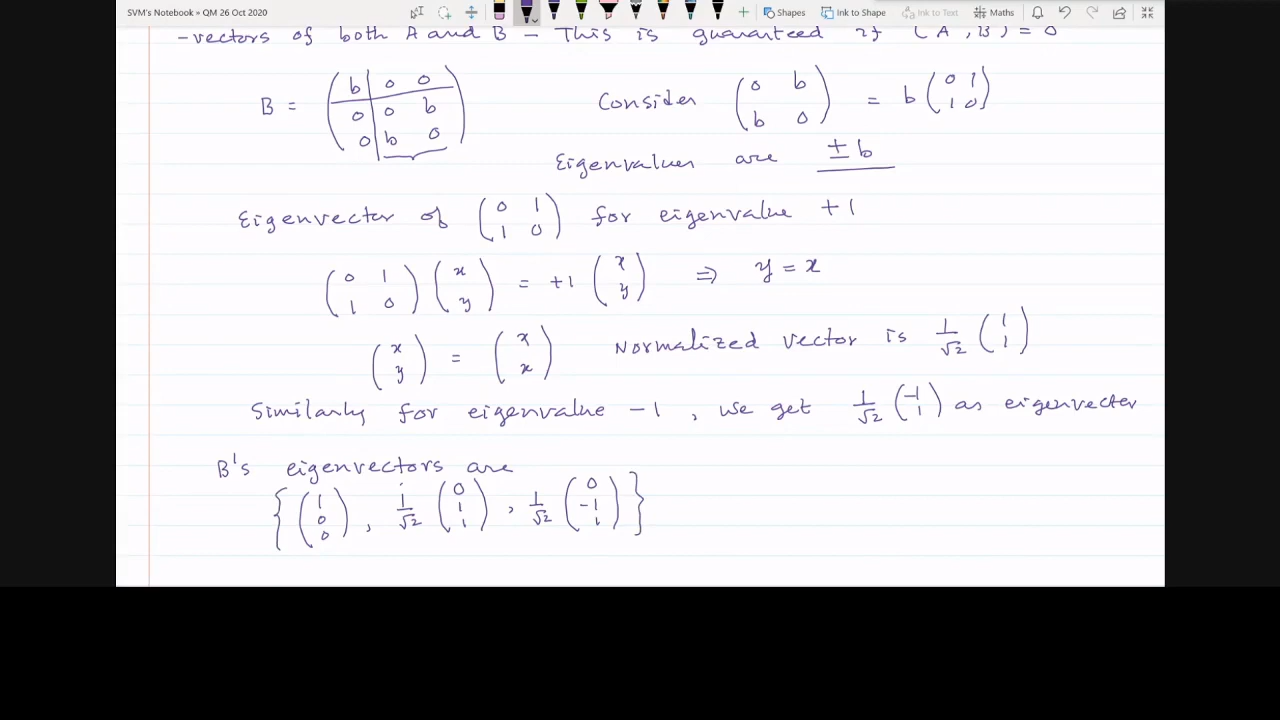 SVM's Notebook » QM 26 Oct 2020
Shapes Ink to Shape Ink to Text Maths
-vectors of both A and B - This is guaranteed if [A, B] = 0
B = ( b 0 0 ; 0 0 b ; 0 b 0 ) Consider ( 0 b ; b 0 ) = b ( 0 1 ; 1 0 )
Eigenvalues are ± b
Eigenvector of ( 0 1 ; 1 0 ) for eigenvalue +1
( 0 1 ; 1 0 ) ( x ; y ) = +1 ( x ; y ) ⇒ y = x
( x ; y ) = ( x ; x ) Normalized vector is 1/√2 ( 1 ; 1 )
Similarly for eigenvalue -1, we get 1/√2 ( -1 ; 1 ) as eigenvector
B's eigenvectors are
{ ( 1 ; 0 ; 0 ) , 1/√2 ( 0 ; 1 ; 1 ) , 1/√2 ( 0 ; -1 ; 1 ) }